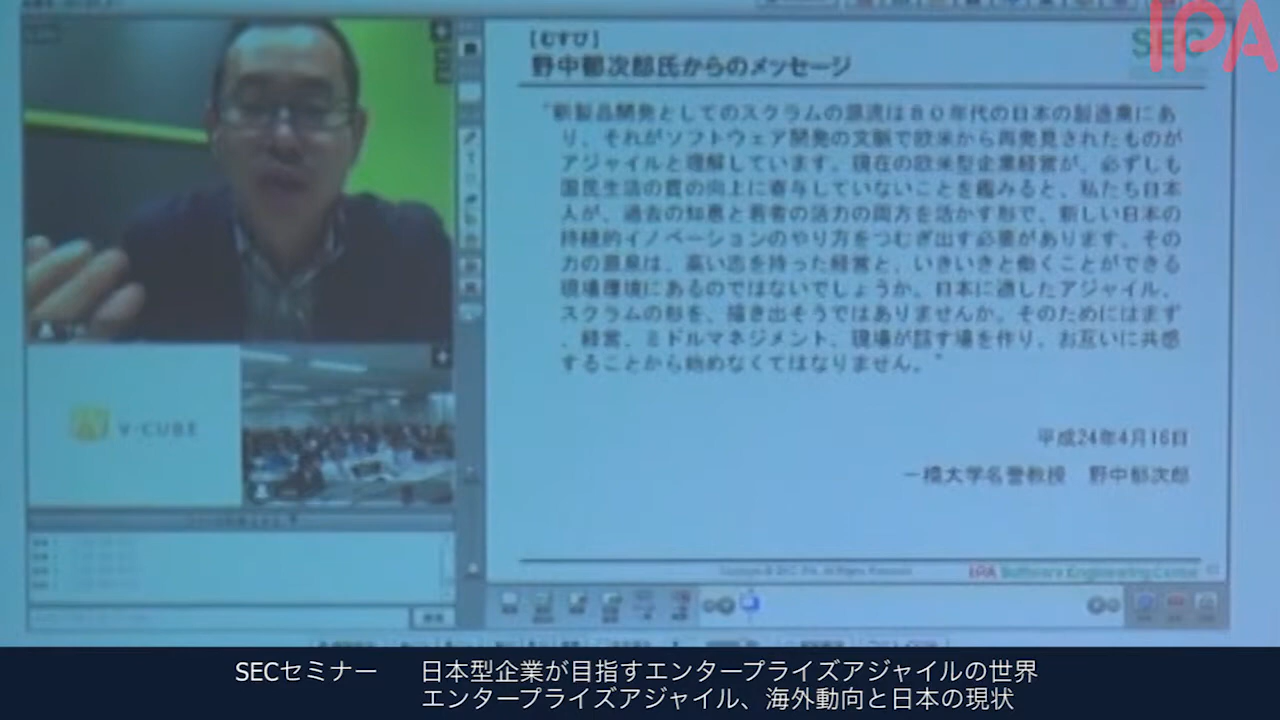 IPA
SEC
[むすび]
野中郁次郎氏からのメッセージ
“新製品開発としてのスクラムの源流は８０年代の日本の製造業にあ
り、それがソフトウェア開発の文脈で欧米から再発見されたものが
アジャイルと理解しています。現在の欧米型企業経営が、必ずしも
国民生活の質の向上に寄与していないことを鑑みると、私たち日本
人が、過去の知恵と若者の活力の両方を活かす形で、新しい日本の
持続的イノベーションのやり方をつむぎ出す必要があります。その
力の源泉は、高い志を持った経営と、いきいきと働くことができる
現場環境にあるのではないでしょうか。日本に適したアジャイル、
スクラムの形を、描き出そうではありませんか。そのためにはまず
、経営、ミドルマネジメント、現場が話す場を作り、お互いに共感
することから始めなくてはなりません。”
平成24年4月16日
一橋大学名誉教授　野中郁次郎
V-CUBE
IPA Software Engineering Center
SECセミナー　日本型企業が目指すエンタープライズアジャイルの世界
エンタープライズアジャイル、海外動向と日本の現状